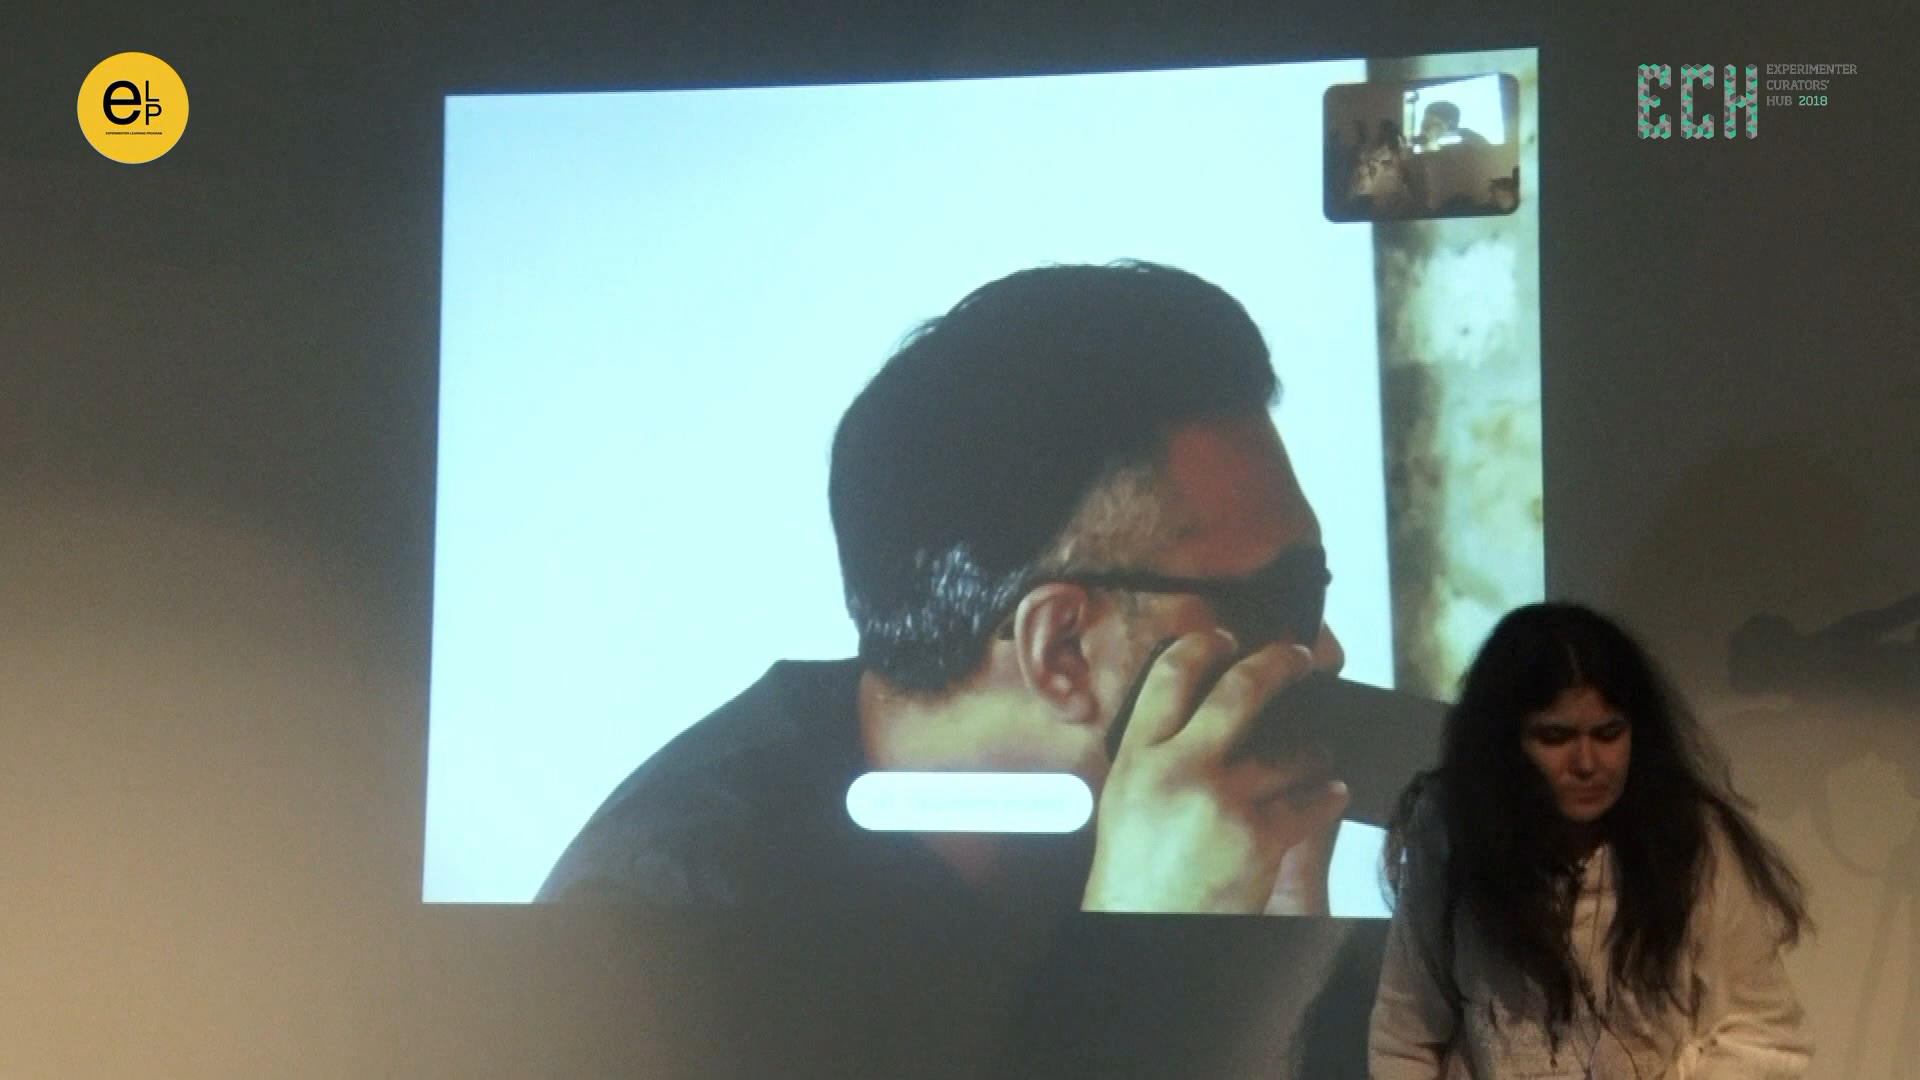 eLP
EXPERIMENTER LEARNING PROGRAM
ECH
EXPERIMENTER
CURATORS'
HUB 2018